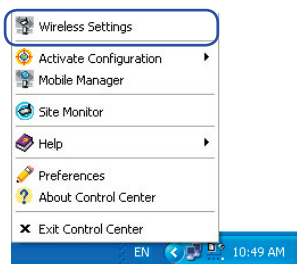 Wireless Settings
Activate Configuration
Mobile Manager
Site Monitor
Help
Preferences
About Control Center
Exit Control Center
EN
10:49 AM